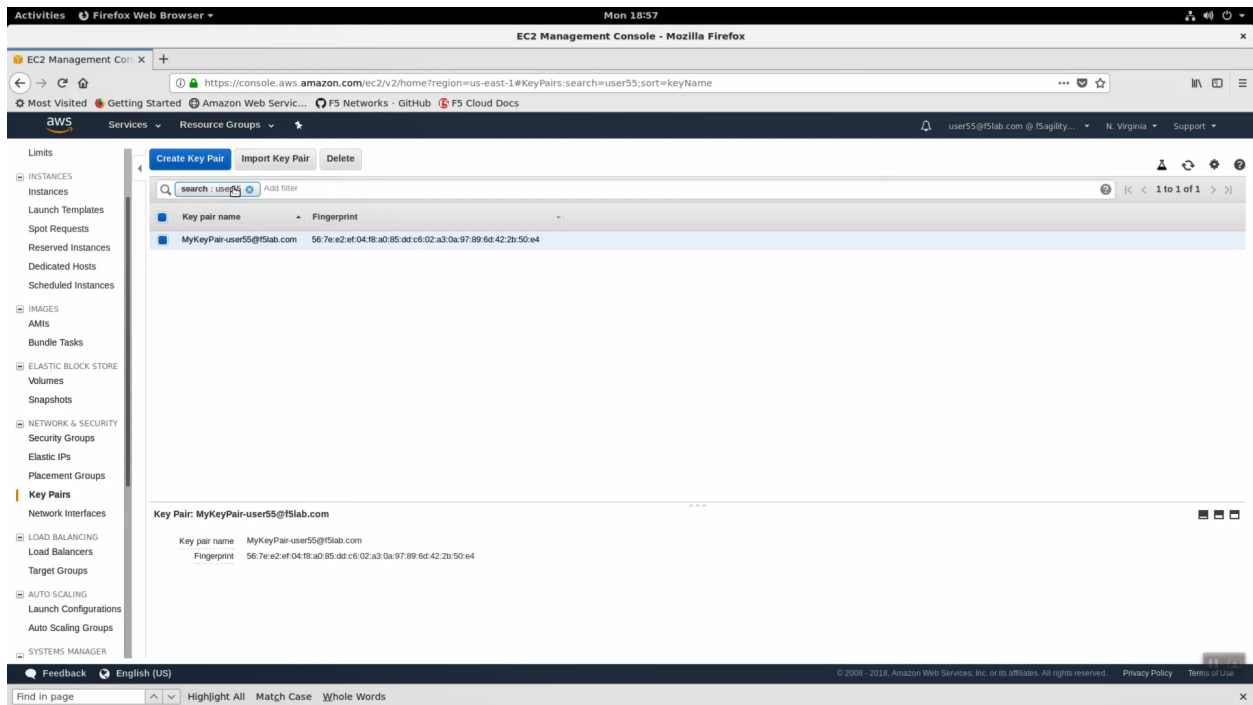 Activities Firefox Web Browser Mon 18:57
EC2 Management Console - Mozilla Firefox
EC2 Management Con
https://console.aws.amazon.com/ec2/v2/home?region=us-east-1#KeyPairs:search=user55;sort=keyName
Most Visited Getting Started Amazon Web Servic... F5 Networks · GitHub F5 Cloud Docs
aws Services Resource Groups user55@f5lab.com @ f5agility... N. Virginia Support
Limits
INSTANCES
Instances
Launch Templates
Spot Requests
Reserved Instances
Dedicated Hosts
Scheduled Instances
IMAGES
AMIs
Bundle Tasks
ELASTIC BLOCK STORE
Volumes
Snapshots
NETWORK & SECURITY
Security Groups
Elastic IPs
Placement Groups
Key Pairs
Network Interfaces
LOAD BALANCING
Load Balancers
Target Groups
AUTO SCALING
Launch Configurations
Auto Scaling Groups
SYSTEMS MANAGER
Create Key Pair Import Key Pair Delete
search : user55 Add filter 1 to 1 of 1
Key pair name Fingerprint
MyKeyPair-user55@f5lab.com 56:7e:e2:ef:04:f8:a0:85:dd:c6:02:a3:0a:97:89:6d:42:2b:50:e4
Key Pair: MyKeyPair-user55@f5lab.com
Key pair name MyKeyPair-user55@f5lab.com
Fingerprint 56:7e:e2:ef:04:f8:a0:85:dd:c6:02:a3:0a:97:89:6d:42:2b:50:e4
Feedback English (US) © 2008 - 2018, Amazon Web Services, Inc. or its affiliates. All rights reserved. Privacy Policy Terms of Use
Find in page Highlight All Match Case Whole Words